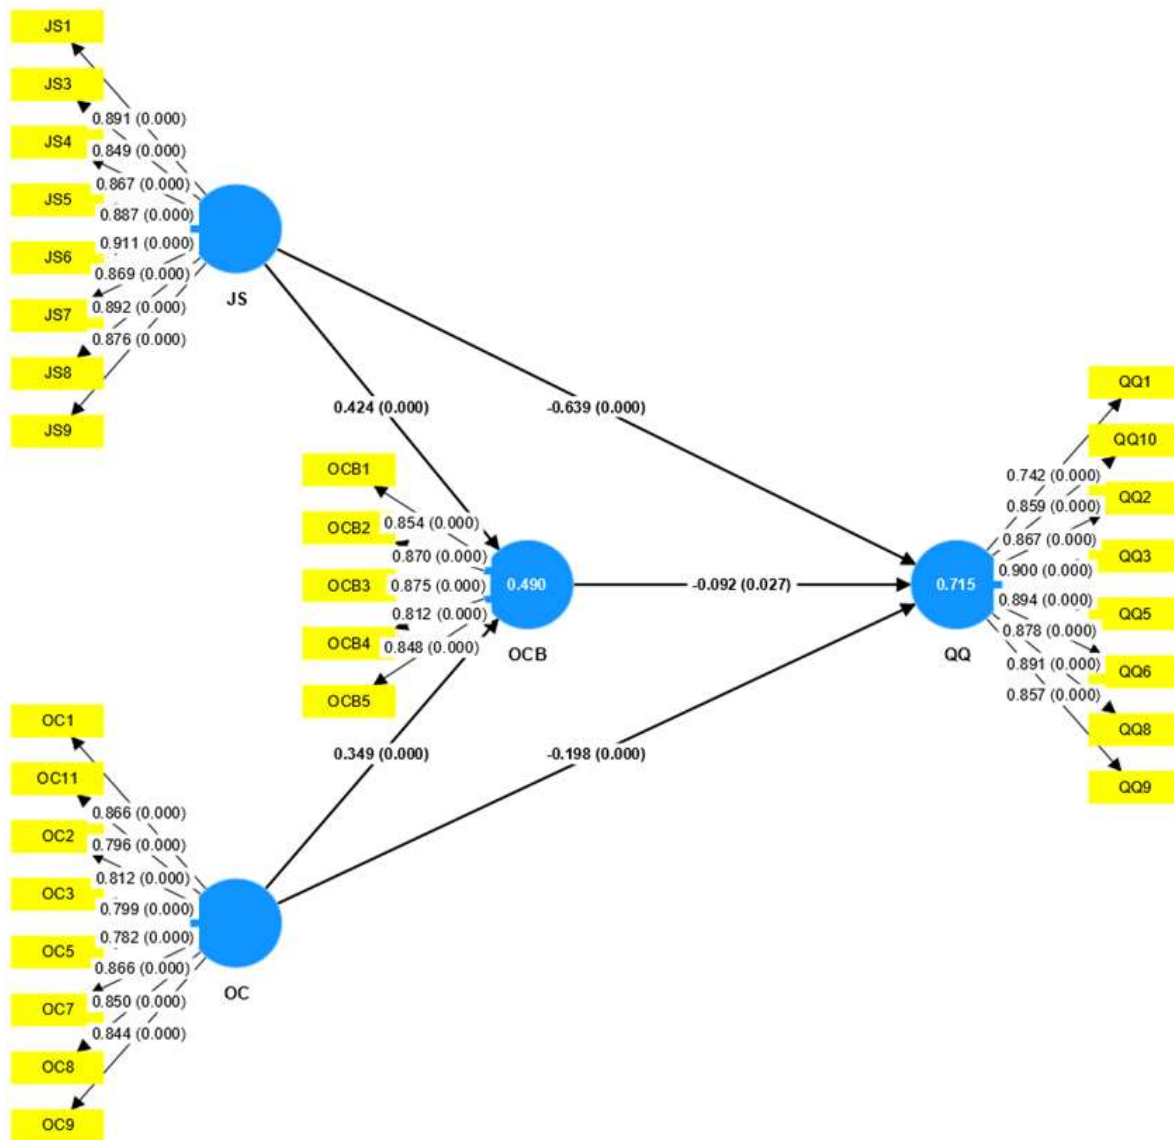 JS1
JS3
JS4
JS5
JS6
JS7
JS8
JS9
0.891 (0.000)
0.849 (0.000)
0.867 (0.000)
0.887 (0.000)
0.911 (0.000)
0.869 (0.000)
0.892 (0.000)
0.876 (0.000)
JS
0.424 (0.000)
-0.639 (0.000)
OCB1
OCB2
OCB3
OCB4
OCB5
0.854 (0.000)
0.870 (0.000)
0.875 (0.000)
0.812 (0.000)
0.848 (0.000)
0.490
OCB
-0.092 (0.027)
0.715
QQ
0.742 (0.000)
0.859 (0.000)
0.867 (0.000)
0.900 (0.000)
0.894 (0.000)
0.878 (0.000)
0.891 (0.000)
0.857 (0.000)
QQ1
QQ10
QQ2
QQ3
QQ5
QQ6
QQ8
QQ9
0.349 (0.000)
-0.198 (0.000)
OC1
OC11
OC2
OC3
OC5
OC7
OC8
OC9
0.866 (0.000)
0.796 (0.000)
0.812 (0.000)
0.799 (0.000)
0.782 (0.000)
0.866 (0.000)
0.850 (0.000)
0.844 (0.000)
OC